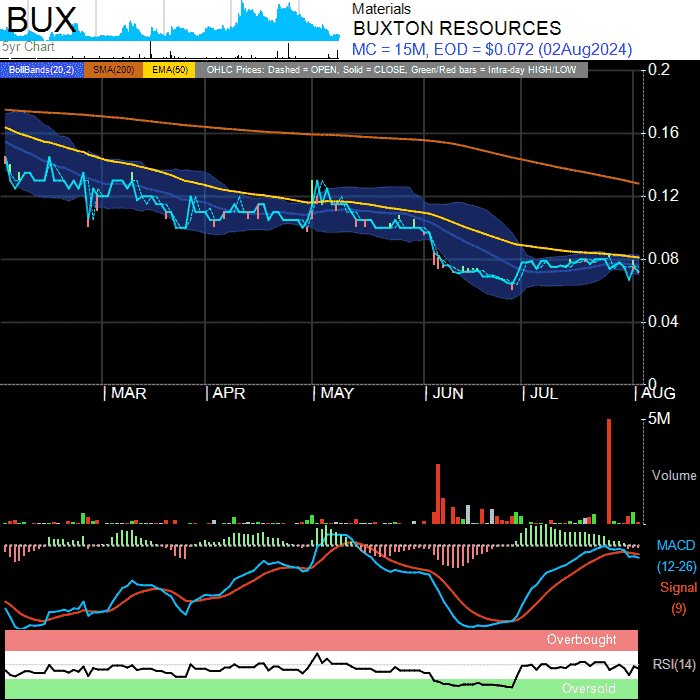 BUX
5yr Chart
Materials
BUXTON RESOURCES
MC = 15M, EOD = $0.072 (02Aug2024)
BollBands(20,2) SMA(200) EMA(50) OHLC Prices: Dashed = OPEN, Solid = CLOSE, Green/Red bars = Intra-day HIGH/LOW
0.2
0.16
0.12
0.08
0.04
0
MAR APR MAY JUN JUL AUG
5M
Volume
MACD
(12-26)
Signal
(9)
Overbought
RSI(14)
Oversold